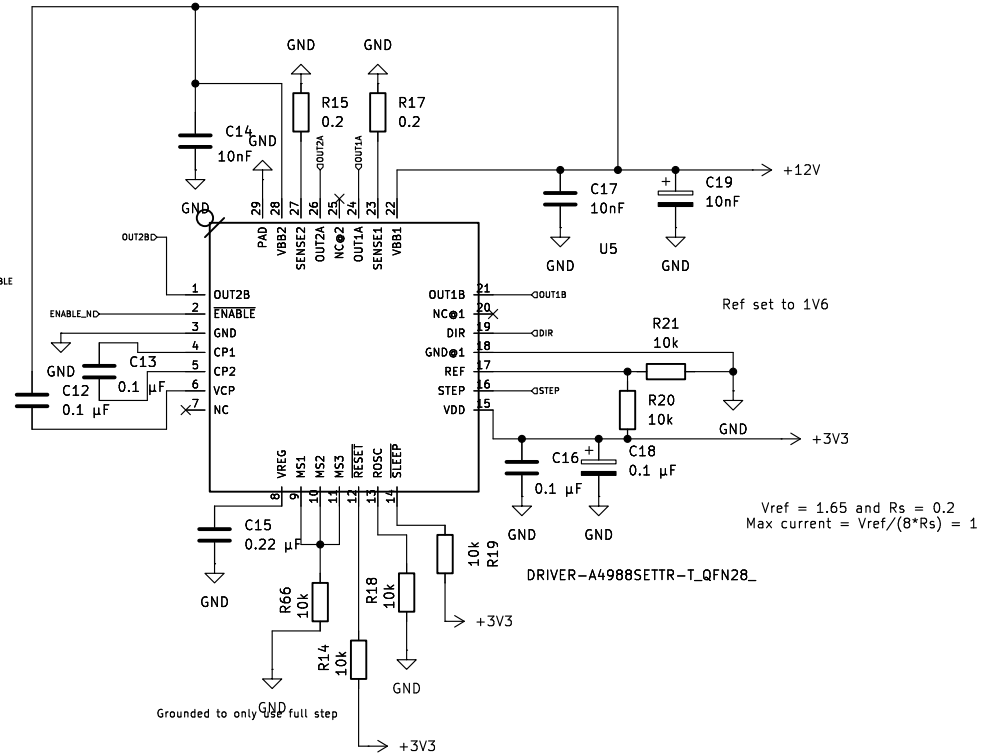 GND
GND
R15
0.2
R17
0.2
C14
10nF
GND
OUT2A
OUT1A
GND
+12V
C17
10nF
C19
10nF
+
GND
GND
U5
29
28
27
26
25
24
23
22
PAD
VBB2
SENSE2
OUT2A
NC@2
OUT1A
SENSE1
VBB1
OUT2B
BLE
1
OUT2B
ENABLE_N
2
ENABLE
3
GND
GND
4
CP1
5
CP2
6
VCP
7
NC
C13
0.1 µF
C12
0.1 µF
OUT1B
21
OUT1B
NC@1
20
DIR
19
DIR
GND@1
18
REF
17
STEP
16
STEP
VDD
15
Ref set to 1V6
R21
10k
R20
10k
GND
+3V3
C16
0.1 µF
+
C18
0.1 µF
GND
GND
Vref = 1.65 and Rs = 0.2
Max current = Vref/(8*Rs) = 1
VREG
MS1
MS2
MS3
RESET
ROSC
SLEEP
8
9
10
11
12
13
14
C15
0.22 µF
GND
R66
10k
R18
10k
10k
R19
DRIVER-A4988SETTR-T_QFN28_
+3V3
R14
10k
GND
GND
Grounded to only use full step
+3V3